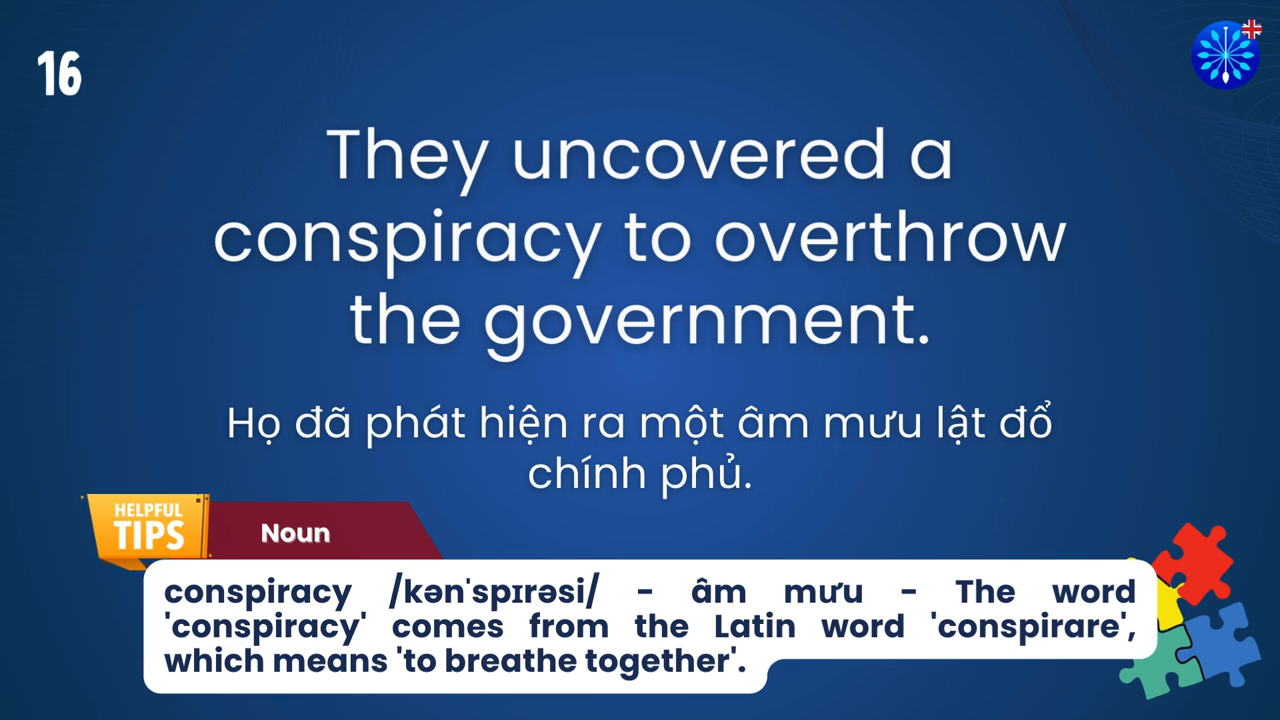 16
They uncovered a
conspiracy to overthrow
the government.
Họ đã phát hiện ra một âm mưu lật đổ
chính phủ.
HELPFUL
TIPS
Noun
conspiracy /kənˈspɪrəsi/ - âm mưu - The word
'conspiracy' comes from the Latin word 'conspirare',
which means 'to breathe together'.